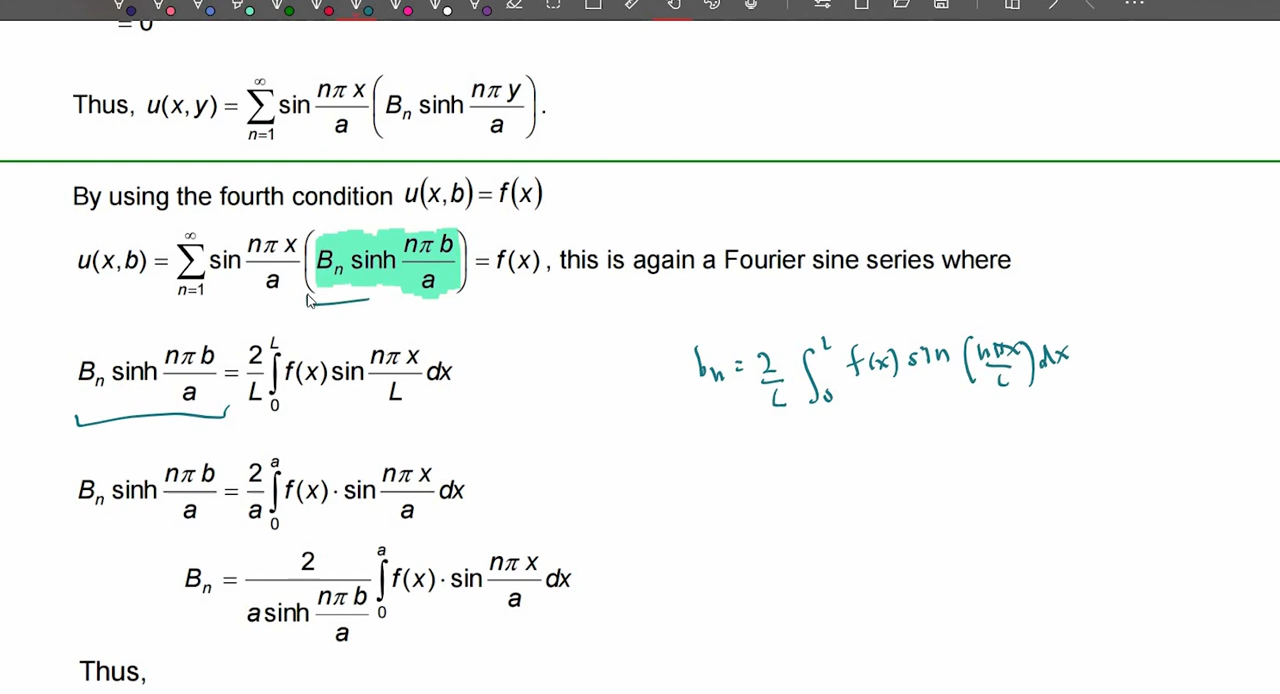 = 0
Thus, u(x,y) = ∑_{n=1}^{∞} sin nπx/a (B_n sinh nπy/a).
By using the fourth condition u(x,b) = f(x)
u(x,b) = ∑_{n=1}^{∞} sin nπx/a (B_n sinh nπb/a) = f(x), this is again a Fourier sine series where
B_n sinh nπb/a = 2/L ∫_0^L f(x) sin nπx/L dx
b_n = 2/L ∫_0^L f(x) sin (nπx/L) dx
B_n sinh nπb/a = 2/a ∫_0^a f(x) · sin nπx/a dx
B_n = 2/(a sinh nπb/a) ∫_0^a f(x) · sin nπx/a dx
Thus,